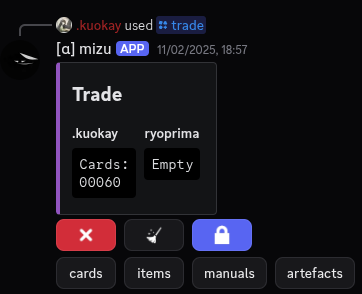 .kuokay used trade
[α] mizu APP 11/02/2025, 18:57
Trade
.kuokay ryoprima
Cards: Empty
00060
cards items manuals artefacts